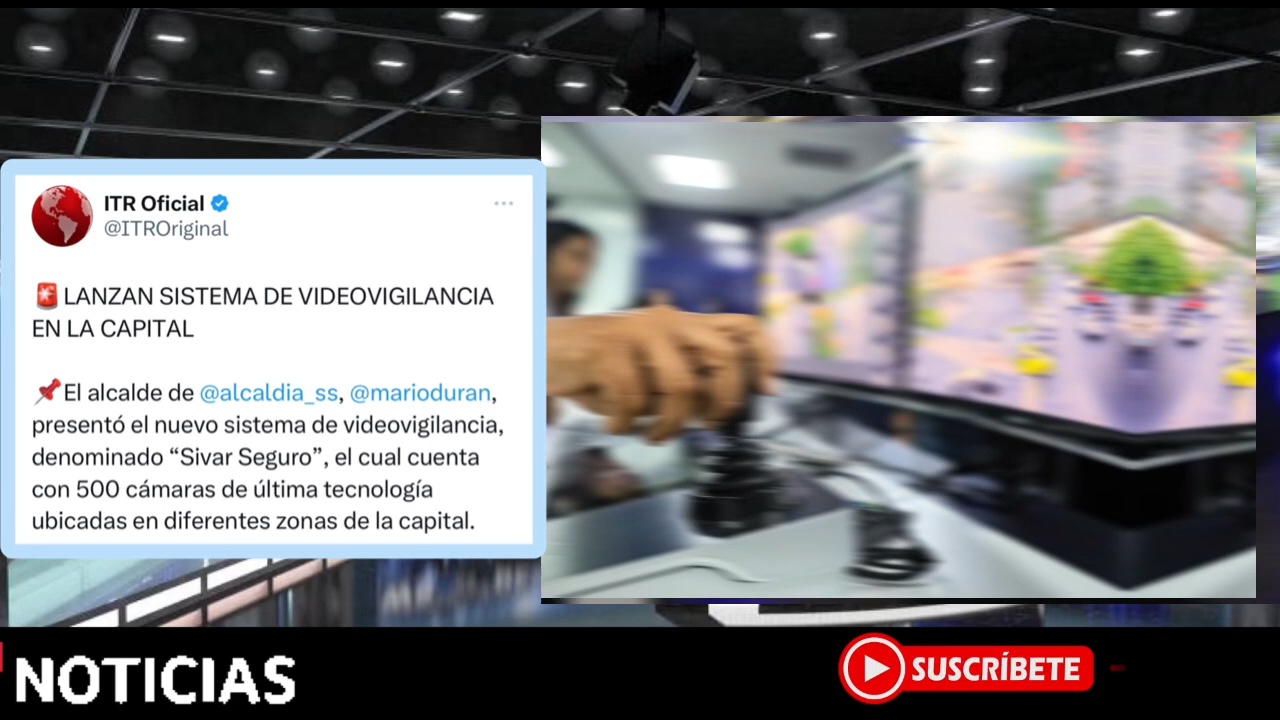 ITR Oficial
@ITROriginal
🚨 LANZAN SISTEMA DE VIDEOVIGILANCIA
EN LA CAPITAL
📌El alcalde de @alcaldia_ss, @marioduran,
presentó el nuevo sistema de videovigilancia,
denominado “Sivar Seguro”, el cual cuenta
con 500 cámaras de última tecnología
ubicadas en diferentes zonas de la capital.
NOTICIAS
SUSCRÍBETE